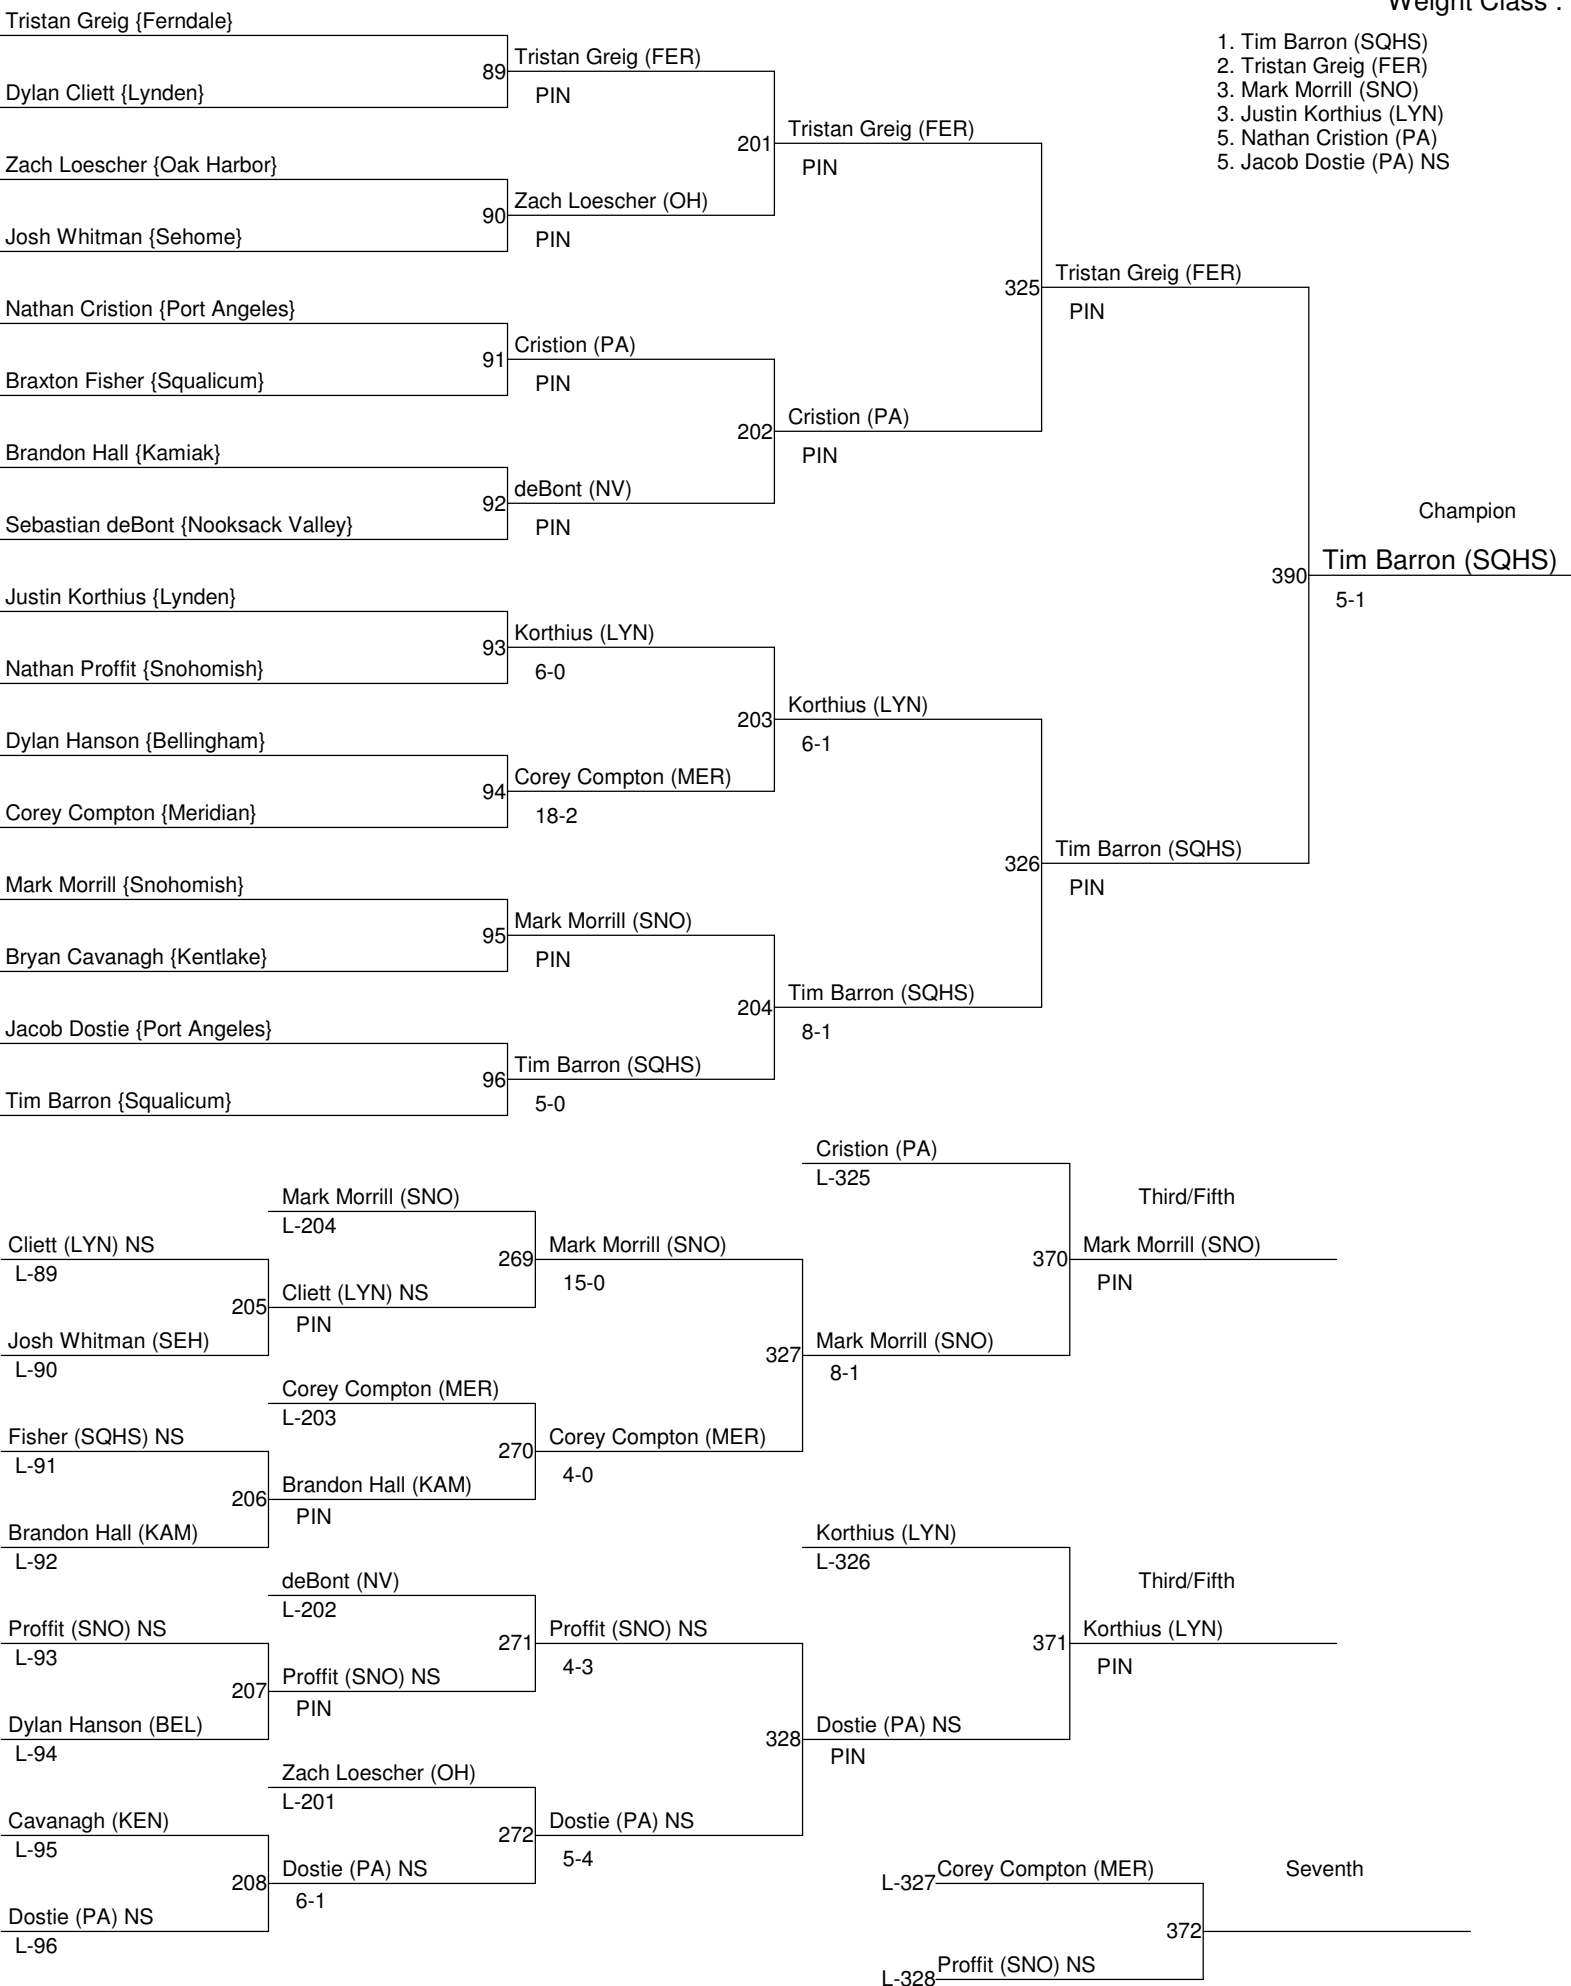 Weight Class :
1. Tim Barron (SQHS)
2. Tristan Greig (FER)
3. Mark Morrill (SNO)
3. Justin Korthius (LYN)
5. Nathan Cristion (PA)
5. Jacob Dostie (PA) NS
Tristan Greig {Ferndale}
Dylan Cliett {Lynden}
Zach Loescher {Oak Harbor}
Josh Whitman {Sehome}
Nathan Cristion {Port Angeles}
Braxton Fisher {Squalicum}
Brandon Hall {Kamiak}
Sebastian deBont {Nooksack Valley}
Justin Korthius {Lynden}
Nathan Proffit {Snohomish}
Dylan Hanson {Bellingham}
Corey Compton {Meridian}
Mark Morrill {Snohomish}
Bryan Cavanagh {Kentlake}
Jacob Dostie {Port Angeles}
Tim Barron {Squalicum}
89
Tristan Greig (FER)
PIN
90
Zach Loescher (OH)
PIN
91
Cristion (PA)
PIN
92
deBont (NV)
PIN
93
Korthius (LYN)
6-0
94
Corey Compton (MER)
18-2
95
Mark Morrill (SNO)
PIN
96
Tim Barron (SQHS)
5-0
201
Tristan Greig (FER)
PIN
202
Cristion (PA)
PIN
203
Korthius (LYN)
6-1
204
Tim Barron (SQHS)
8-1
325
Tristan Greig (FER)
PIN
326
Tim Barron (SQHS)
PIN
Champion
390
Tim Barron (SQHS)
5-1
Cliett (LYN) NS
L-89
Josh Whitman (SEH)
L-90
Fisher (SQHS) NS
L-91
Brandon Hall (KAM)
L-92
Proffit (SNO) NS
L-93
Dylan Hanson (BEL)
L-94
Cavanagh (KEN)
L-95
Dostie (PA) NS
L-96
Mark Morrill (SNO)
L-204
205
Cliett (LYN) NS
PIN
Corey Compton (MER)
L-203
206
Brandon Hall (KAM)
PIN
deBont (NV)
L-202
207
Proffit (SNO) NS
PIN
Zach Loescher (OH)
L-201
208
Dostie (PA) NS
6-1
269
Mark Morrill (SNO)
15-0
270
Corey Compton (MER)
4-0
271
Proffit (SNO) NS
4-3
272
Dostie (PA) NS
5-4
Cristion (PA)
L-325
327
Mark Morrill (SNO)
8-1
Korthius (LYN)
L-326
328
Dostie (PA) NS
PIN
Third/Fifth
370
Mark Morrill (SNO)
PIN
Third/Fifth
371
Korthius (LYN)
PIN
L-327
Corey Compton (MER)
Seventh
372
L-328
Proffit (SNO) NS